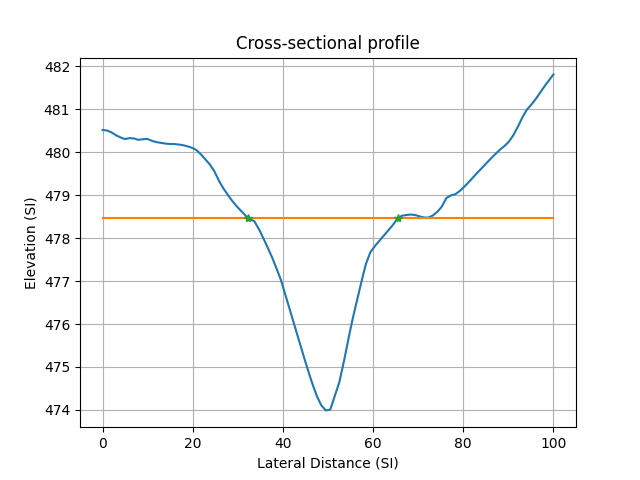 Cross-sectional profile
482
481
480
479
478
477
476
475
474
Elevation (SI)
0 20 40 60 80 100
Lateral Distance (SI)